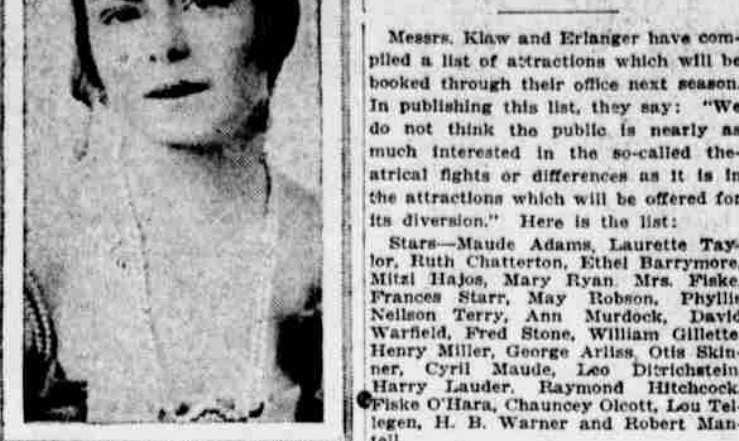 Messrs. Klaw and Erlanger have com-
piled a list of attractions which will be
booked through their office next season.
In publishing this list, they say: "We
do not think the public is nearly as
much interested in the so-called the-
atrical fights or differences as it is in
the attractions which will be offered for
its diversion." Here is the list:
Stars—Maude Adams, Laurette Tay-
lor, Ruth Chatterton, Ethel Barrymore,
Mitzi Hajos, Mary Ryan, Mrs. Fiske,
Frances Starr, May Robson, Phyllis
Neilson Terry, Ann Murdock, David
Warfield, Fred Stone, William Gillette,
Henry Miller, George Arliss, Otis Skin-
ner, Cyril Maude, Leo Ditrichstein,
Harry Lauder, Raymond Hitchcock,
Fiske O'Hara, Chauncey Olcott, Lou Tel-
legen, H. B. Warner and Robert Man-
tell